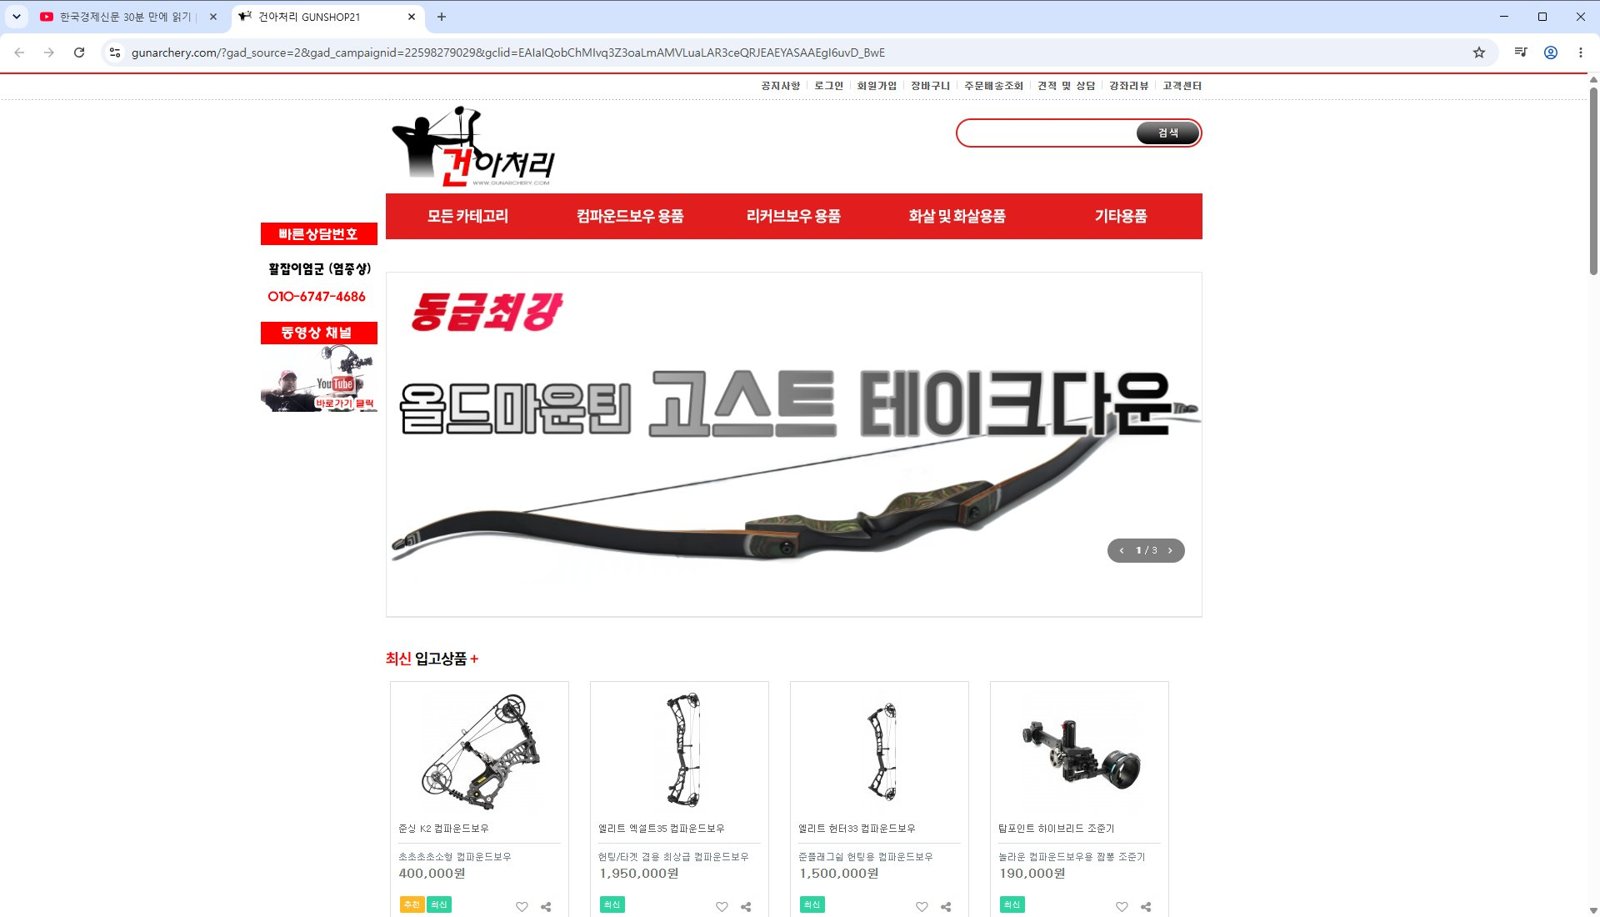 한국경제신문 30분 만에 읽기
건아처리 GUNSHOP21
gunarchery.com/?gad_source=2&gad_campaignid=22598279029&gclid=EAIaIQobChMIvq3Z3oaLmAMVLuaLAR3ceQRJEAEYASAAEgI6uvD_BwE
공지사항 로그인 회원가입 장바구니 주문배송조회 견적 및 상담 강좌리뷰 고객센터
건아처리
WWW.GUNARCHERY.COM
검색
모든 카테고리 컴파운드보우 용품 리커브보우 용품 화살 및 화살용품 기타용품
빠른상담번호
활잡이염군 (염종상)
010-6747-4686
동영상 채널
YouTube
바로가기 클릭
동급최강
올드마운틴 고스트 테이크다운
‹ 1 / 3 ›
최신 입고상품 +
준싱 K2 컴파운드보우
초초초초소형 컴파운드보우
400,000원
추천 최신
엘리트 엑설트35 컴파운드보우
헌팅/타겟 겸용 최상급 컴파운드보우
1,950,000원
최신
엘리트 헌터33 컴파운드보우
준플래그쉽 헌팅용 컴파운드보우
1,500,000원
최신
탑포인트 하이브리드 조준기
놀라운 컴파운드보우용 짬뽕 조준기
190,000원
최신